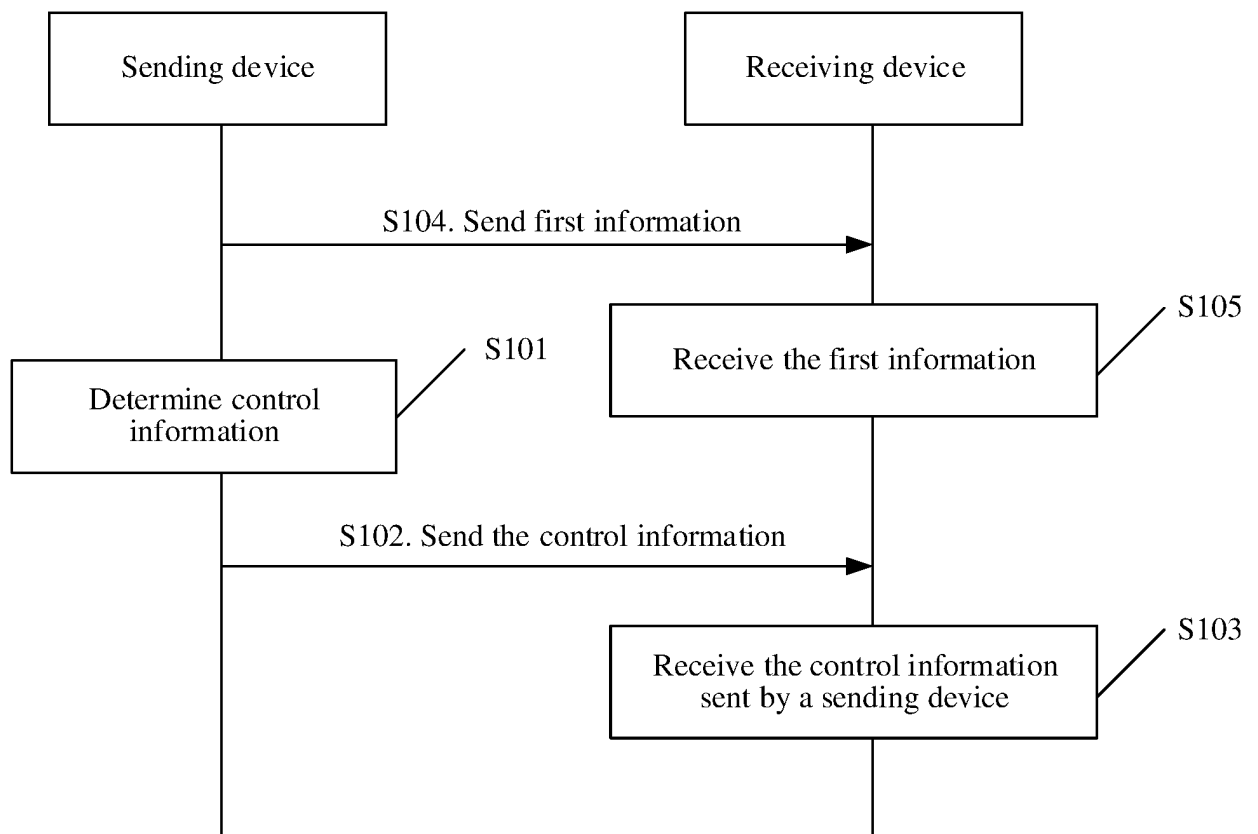 Sending device
Receiving device
S104. Send first information
S105
Receive the first information
S101
Determine control
information
S102. Send the control information
S103
Receive the control information
sent by a sending device